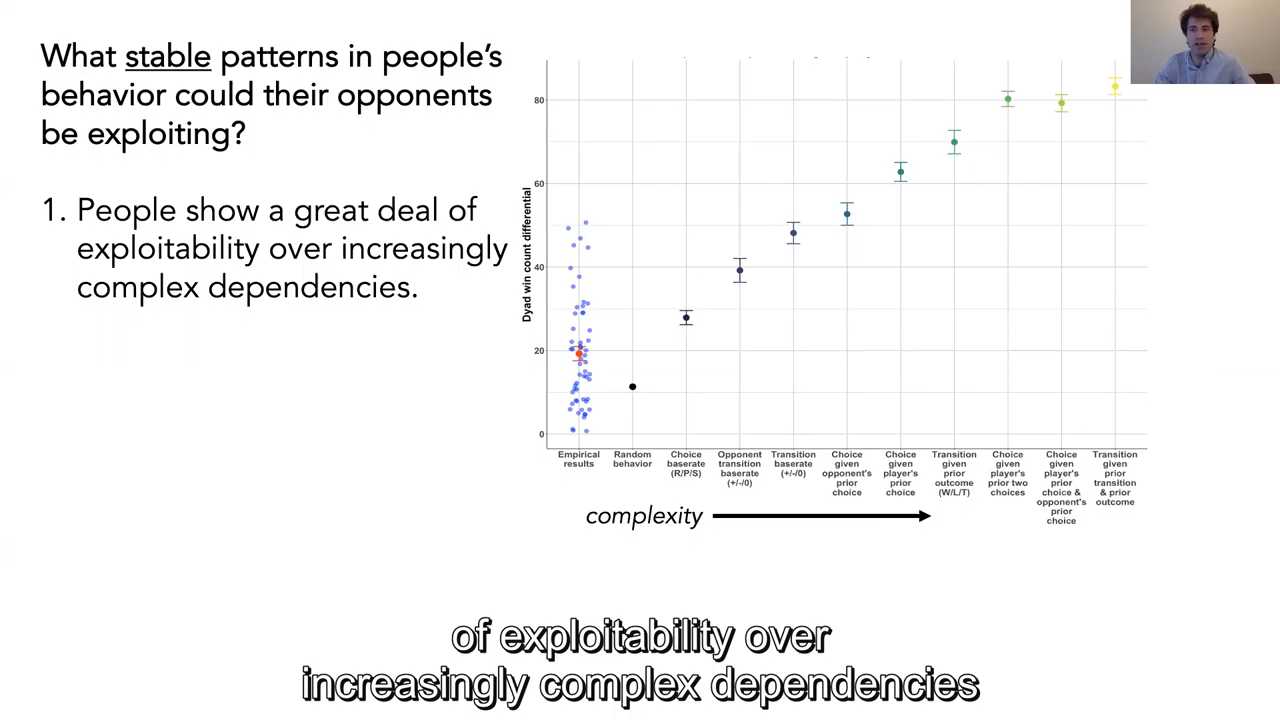 What stable patterns in people's
behavior could their opponents
be exploiting?
1. People show a great deal of
exploitability over increasingly
complex dependencies.
Dyad win count differential
80
60
40
20
0
Empirical
results
Random
behavior
Choice
baserate
(R/P/S)
Opponent
transition
baserate
(+/-/0)
Transition
baserate
(+/-/0)
Choice
given
opponent's
prior
choice
Choice
given
player's
prior
choice
Transition
given
prior
outcome
(W/L/T)
Choice
given
player's
prior two
choices
Choice
given
player's
prior
choice &
opponent's
prior
choice
Transition
given
prior
transition
& prior
outcome
complexity
of exploitability over
increasingly complex dependencies